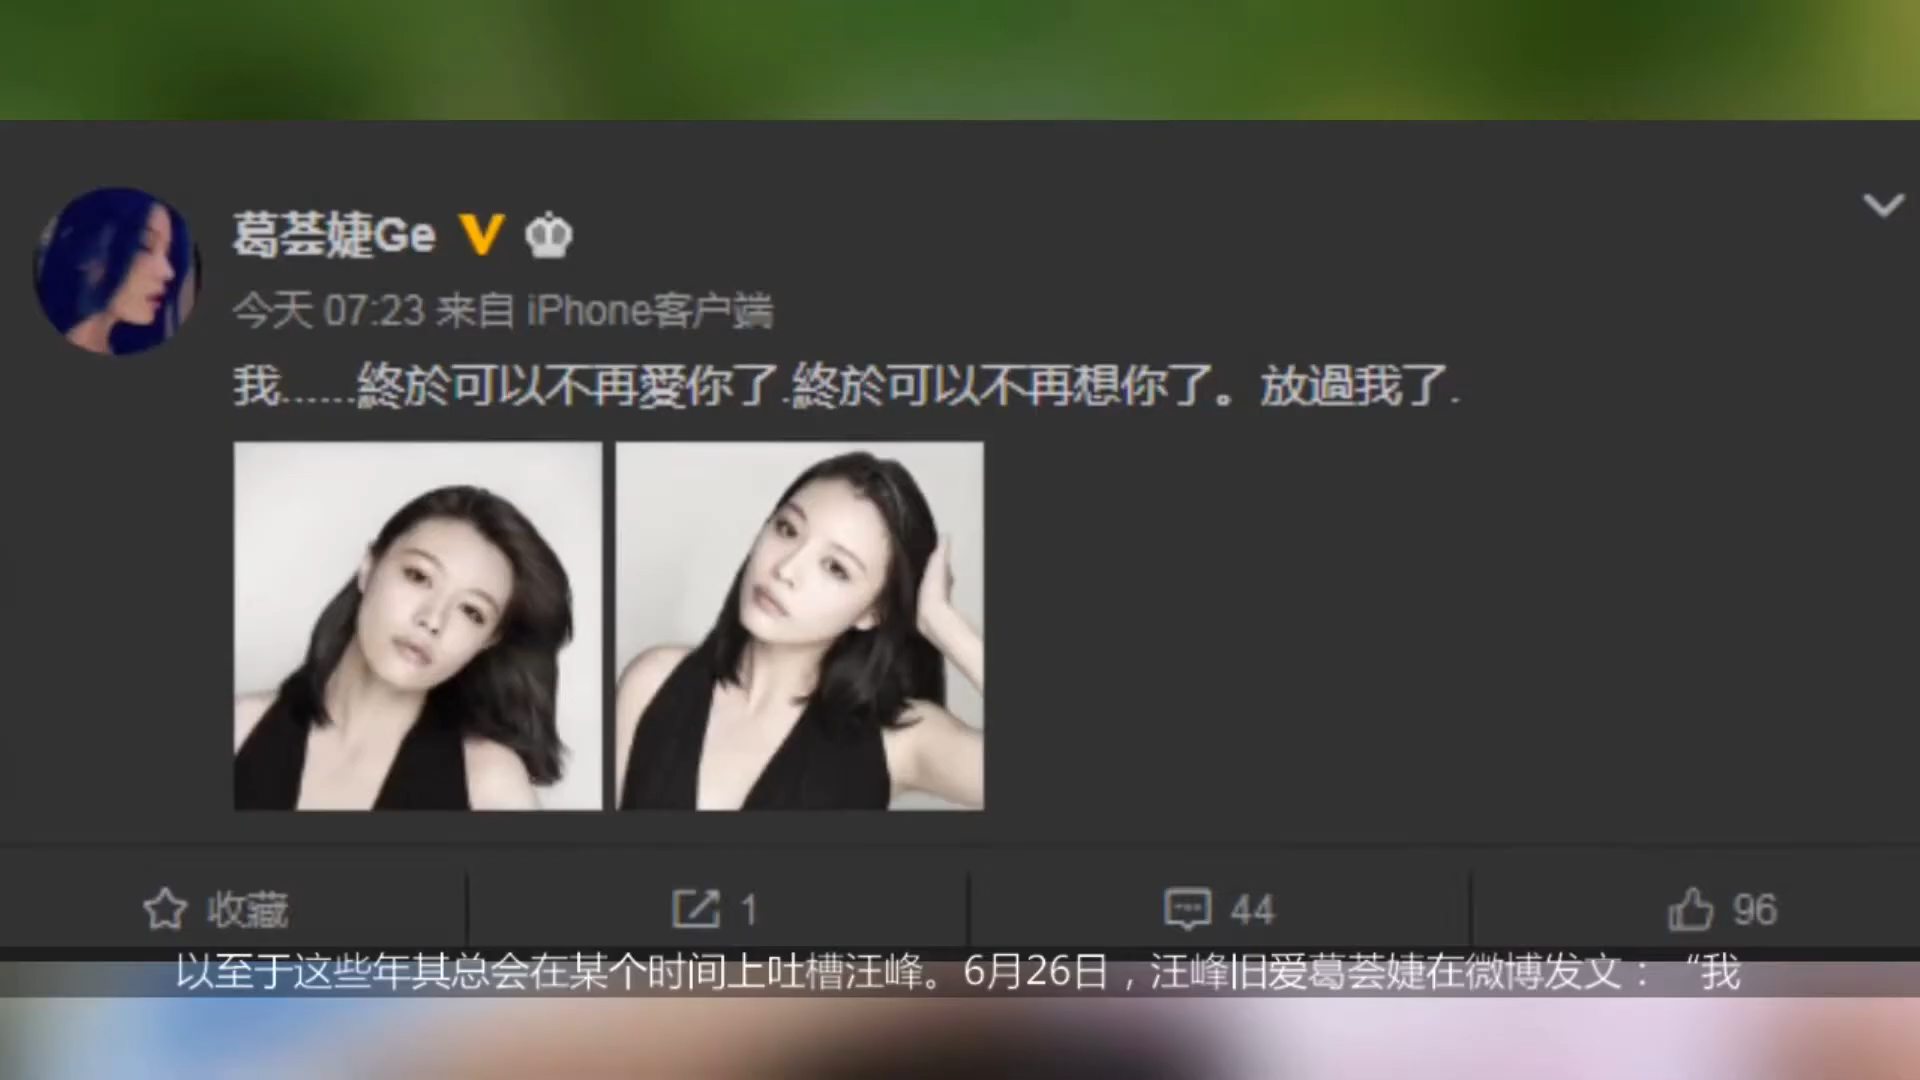 葛荟婕Ge
今天 07:23 来自 iPhone客户端
我......終於可以不再愛你了.終於可以不再想你了。放過我了.
收藏
1
44
96
以至于这些年其总会在某个时间上吐槽汪峰。6月26日，汪峰旧爱葛荟婕在微博发文：“我